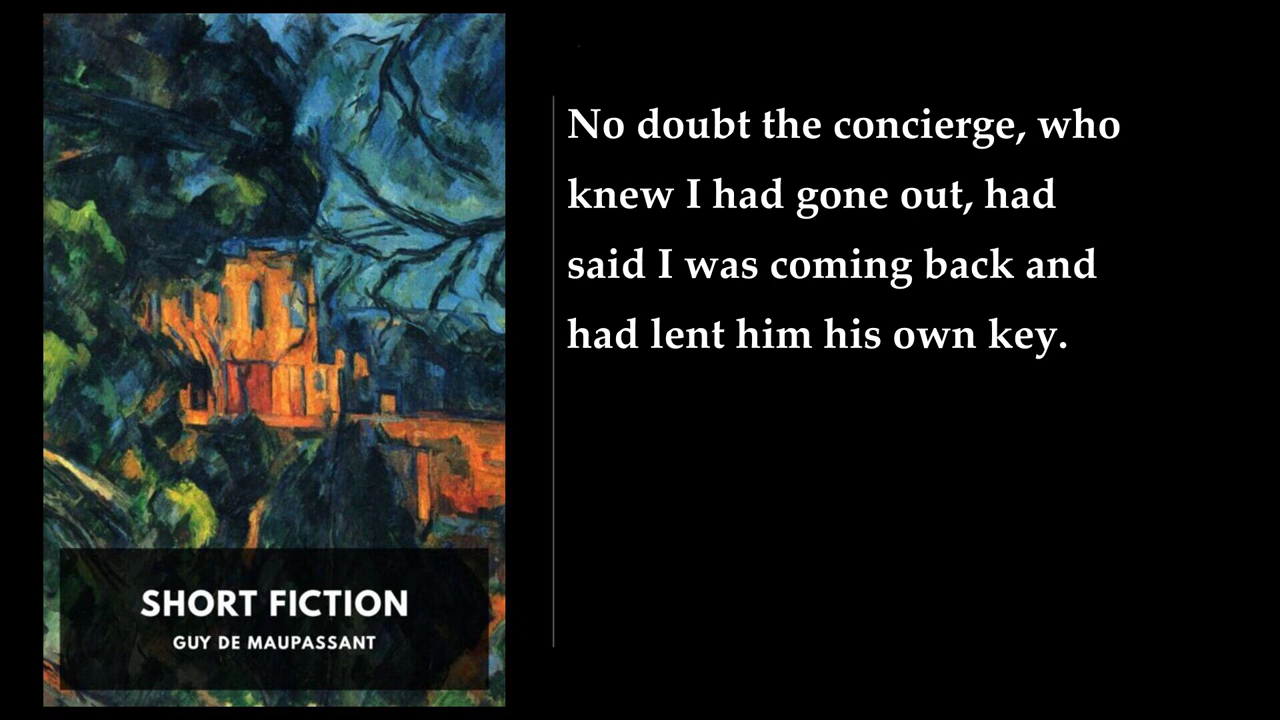 No doubt the concierge, who
knew I had gone out, had
said I was coming back and
had lent him his own key.
SHORT FICTION
GUY DE MAUPASSANT